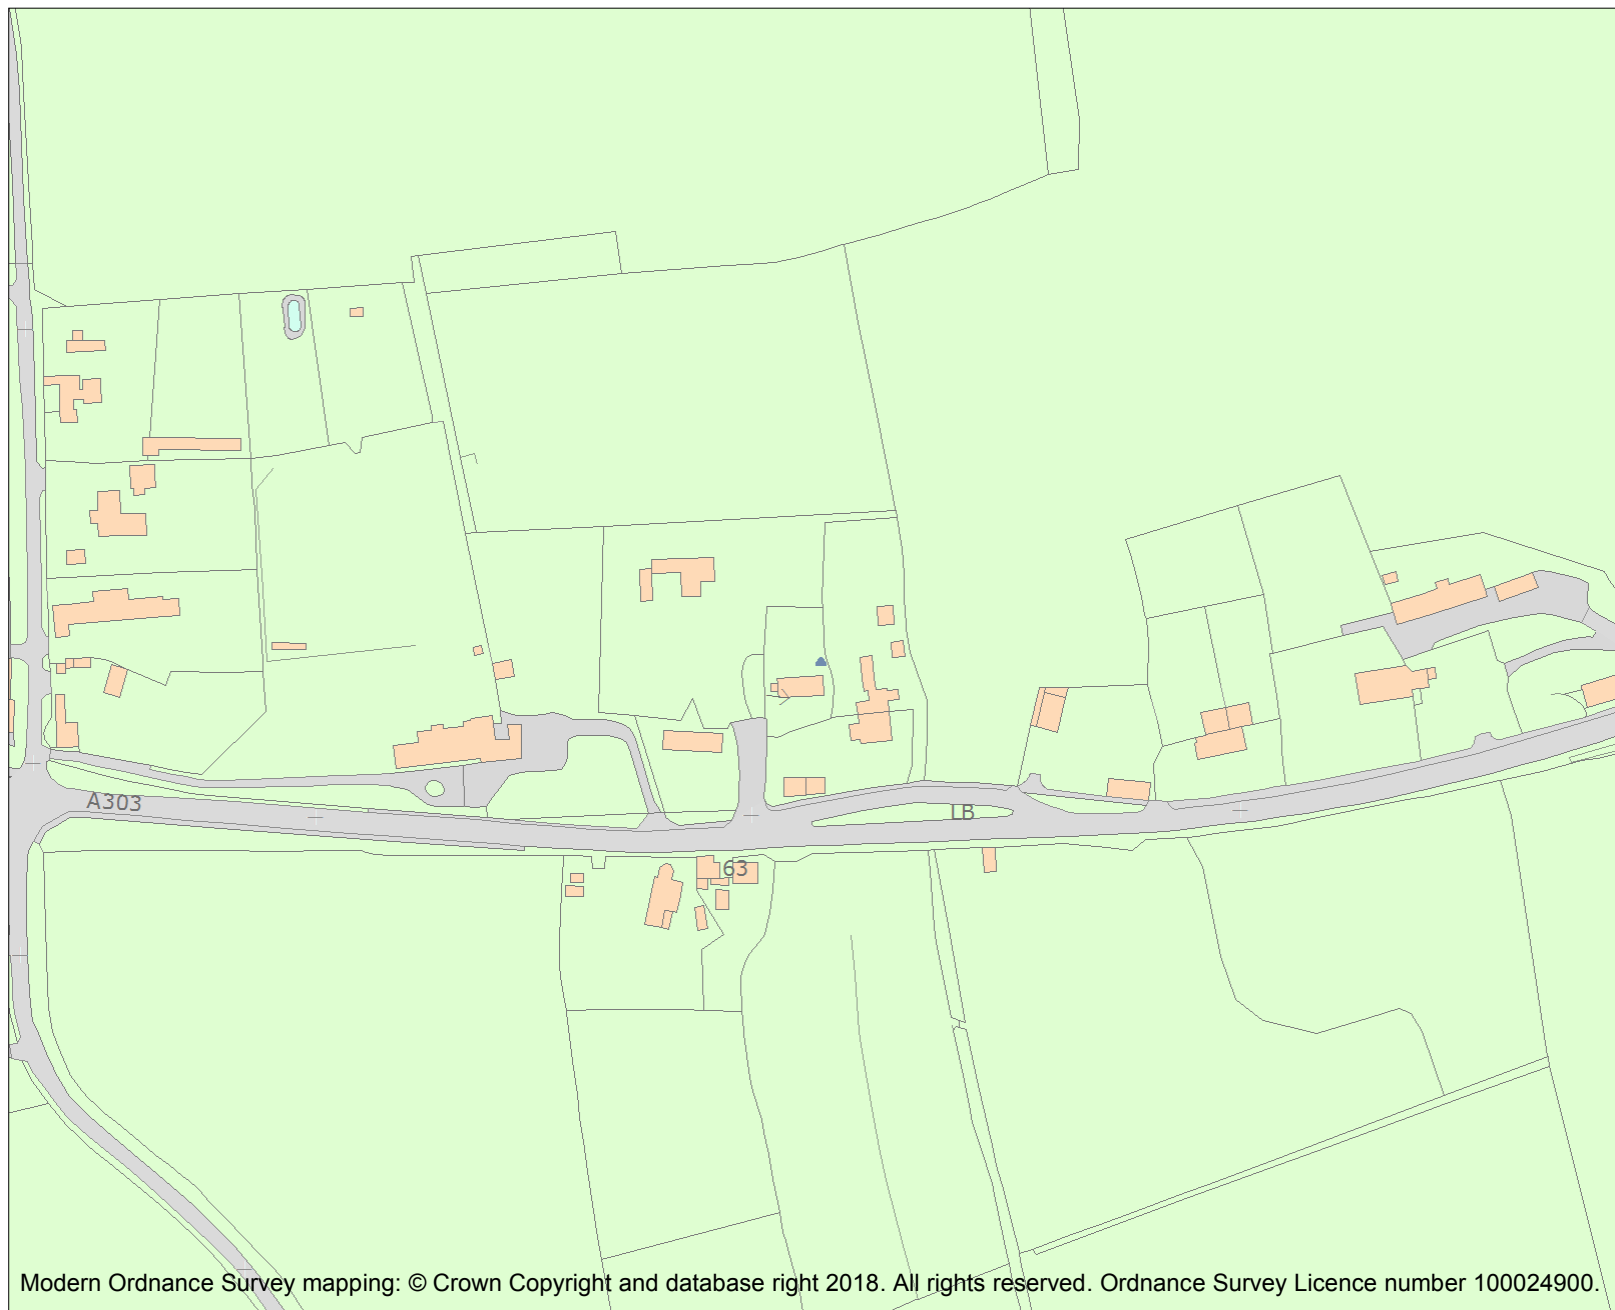 A303
LB
63
Modern Ordnance Survey mapping: © Crown Copyright and database right 2018. All rights reserved. Ordnance Survey Licence number 100024900.